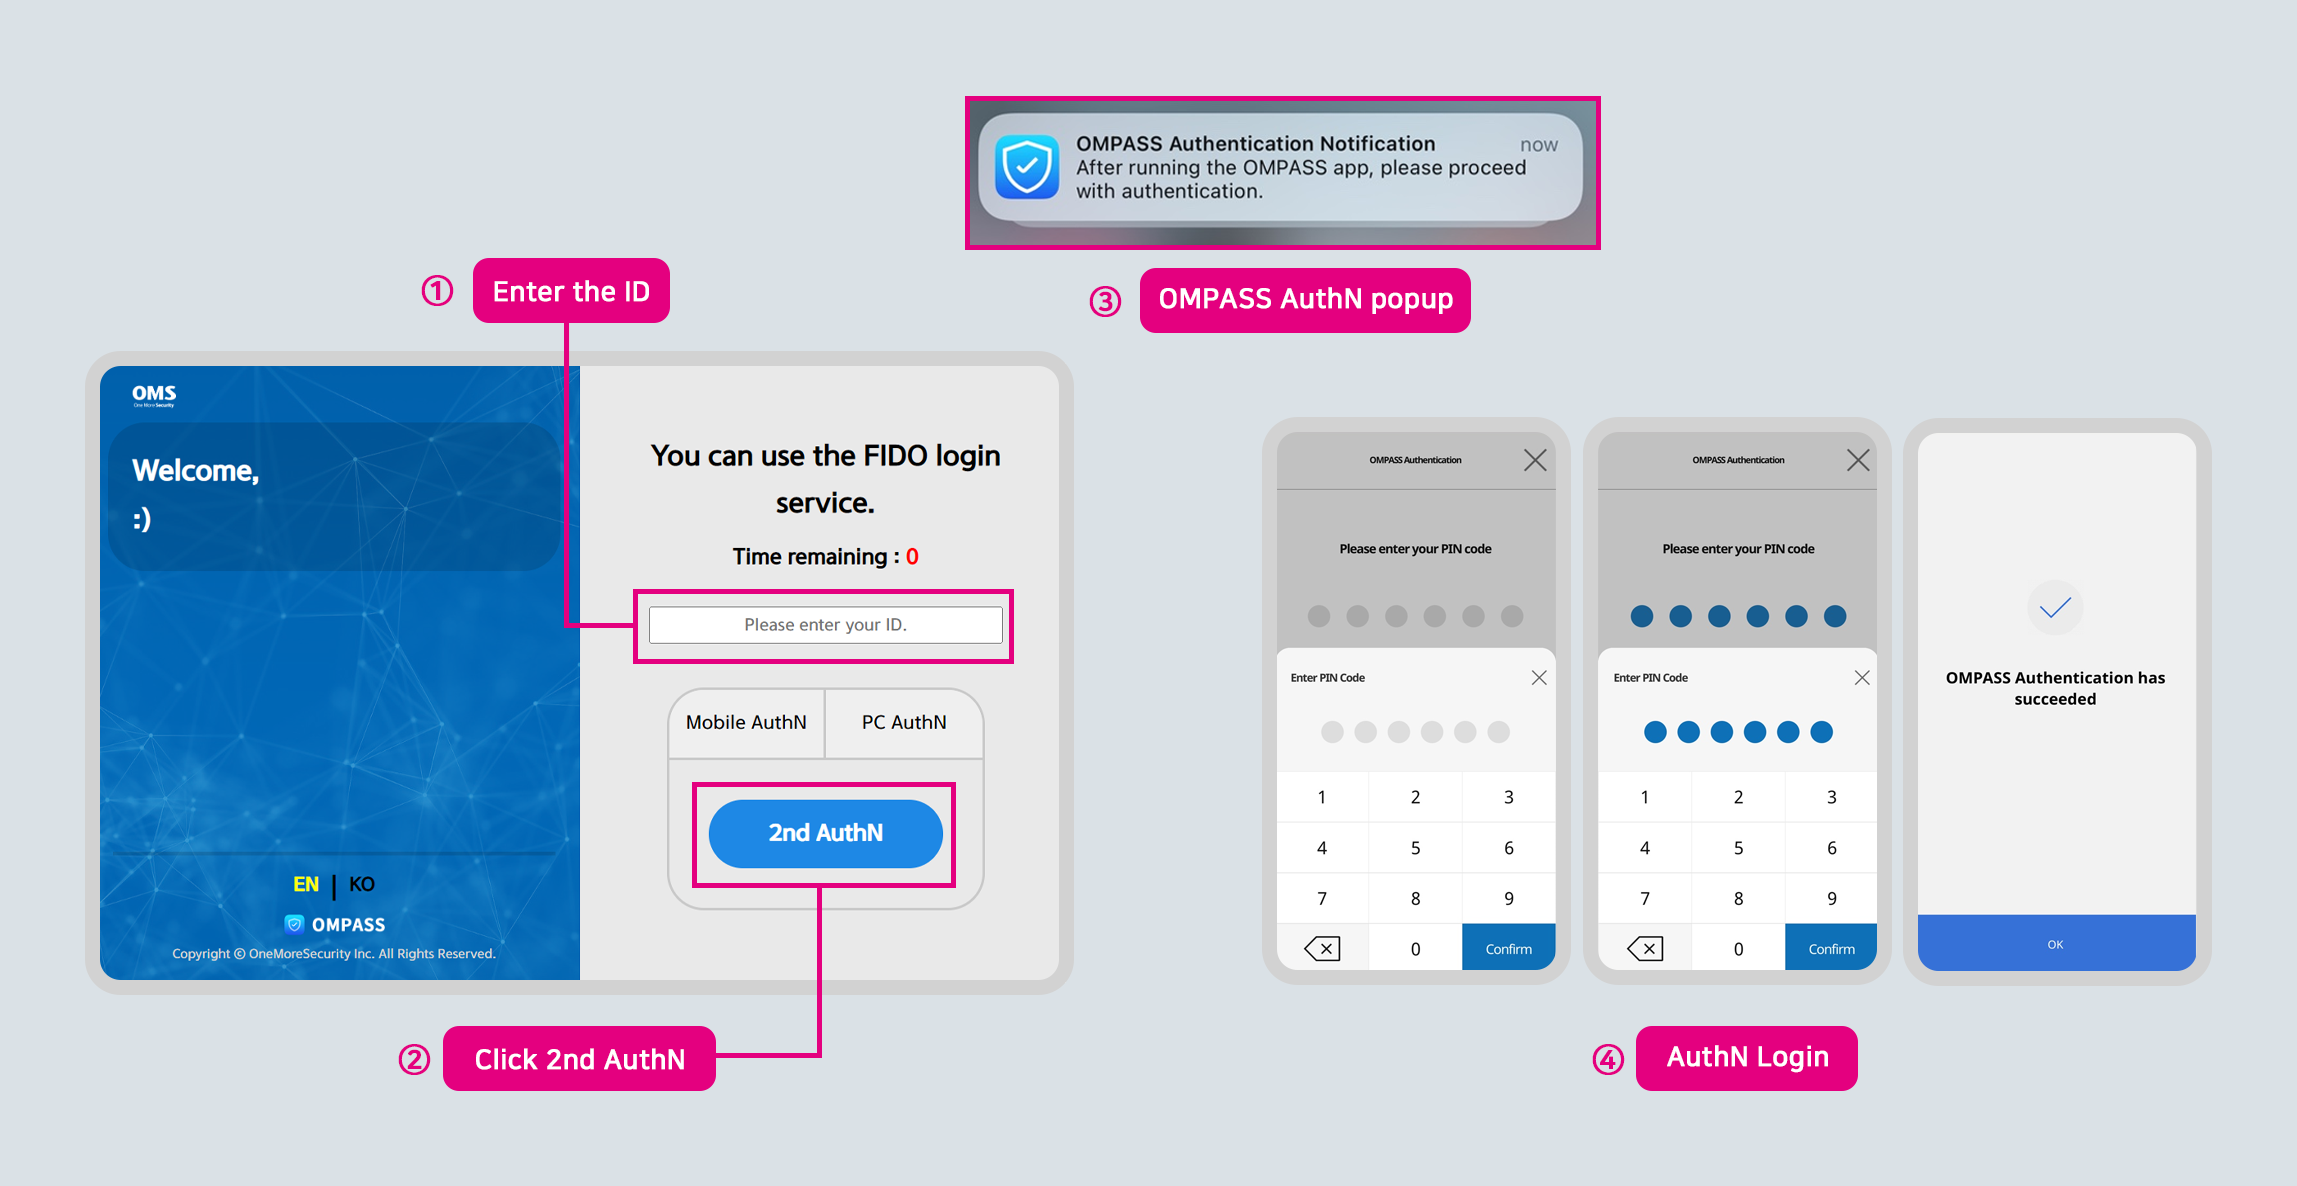 OMPASS Authentication Notification now
After running the OMPASS app, please proceed
with authentication.
① Enter the ID
③ OMPASS AuthN popup
OMS
One More Security
Welcome,
:)
EN | KO
OMPASS
Copyright © OneMoreSecurity Inc. All Rights Reserved.
You can use the FIDO login
service.
Time remaining : 0
Please enter your ID.
Mobile AuthN PC AuthN
2nd AuthN
② Click 2nd AuthN
OMPASS Authentication
Please enter your PIN code
Enter PIN Code
1 2 3
4 5 6
7 8 9
0 Confirm
OMPASS Authentication
Please enter your PIN code
Enter PIN Code
1 2 3
4 5 6
7 8 9
0 Confirm
OMPASS Authentication has
succeeded
OK
④ AuthN Login